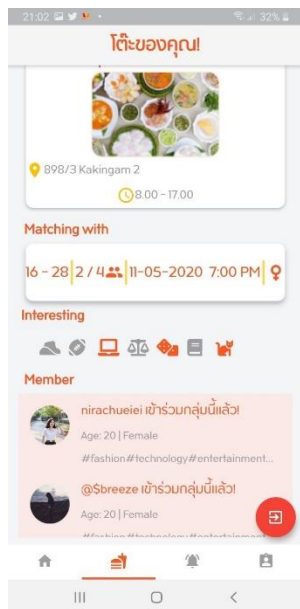 21:02
32%
โต๊ะของคุณ!
898/3 Kakingam 2
8.00 - 17.00
Matching with
16 - 28 2 / 4 11-05-2020 7:00 PM
Interesting
Member
nirachueiei เข้าร่วมกลุ่มนี้แล้ว!
Age: 20 | Female
#fashion#technology#entertainment...
@$breeze เข้าร่วมกลุ่มนี้แล้ว!
Age: 20 | Female
#fashion#technology#entertainment